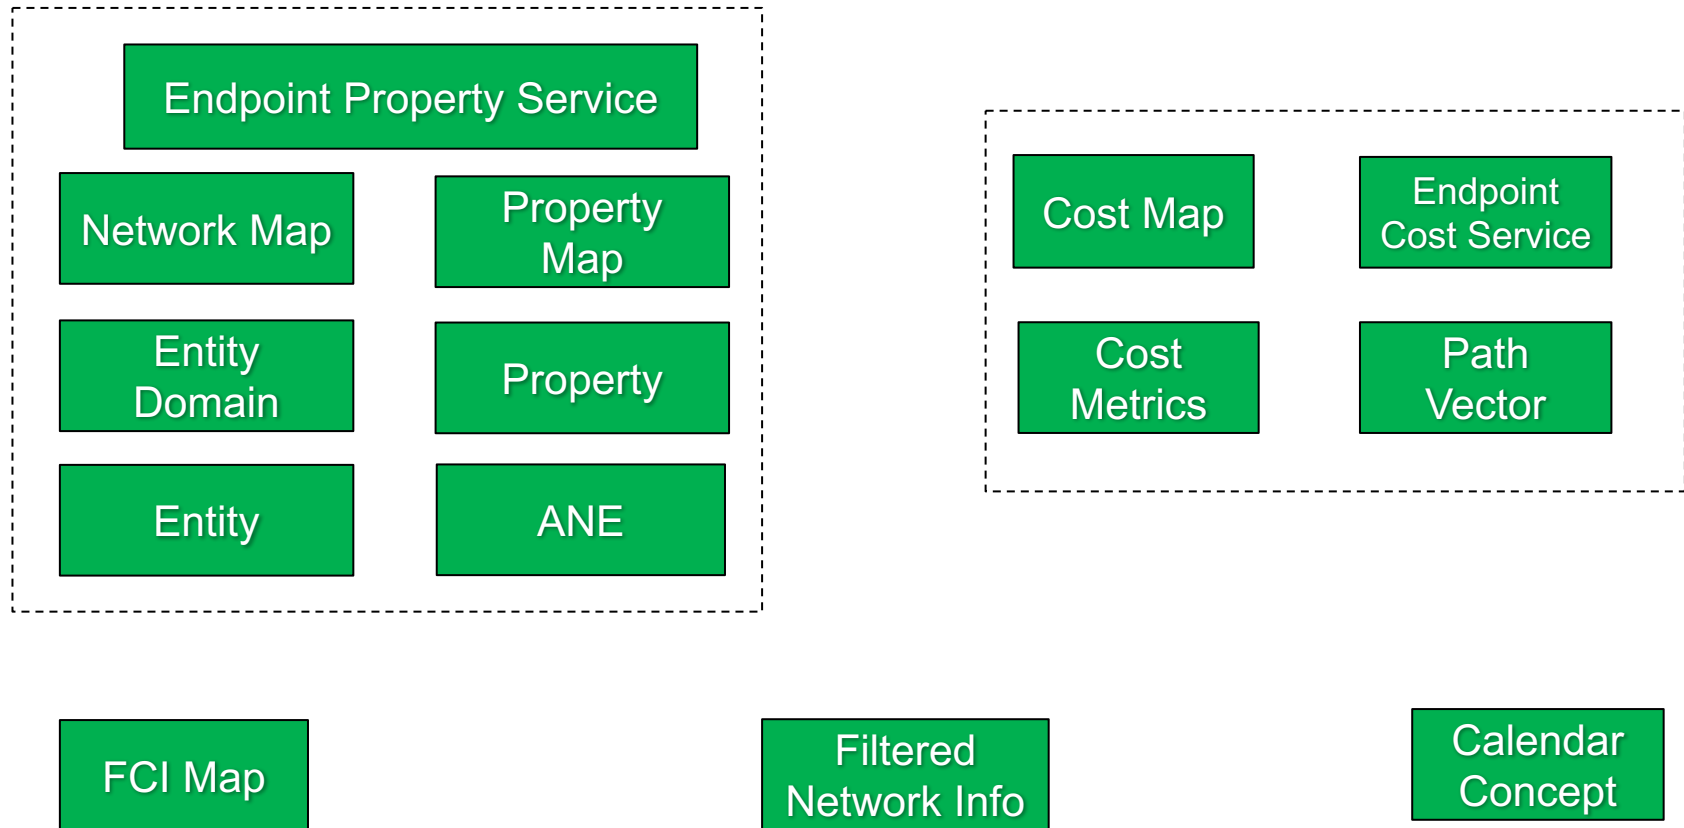 Endpoint Property Service
Network Map
Property
Map
Entity
Domain
Property
Entity
ANE
Cost Map
Endpoint
Cost Service
Cost
Metrics
Path
Vector
FCI Map
Filtered
Network Info
Calendar
Concept